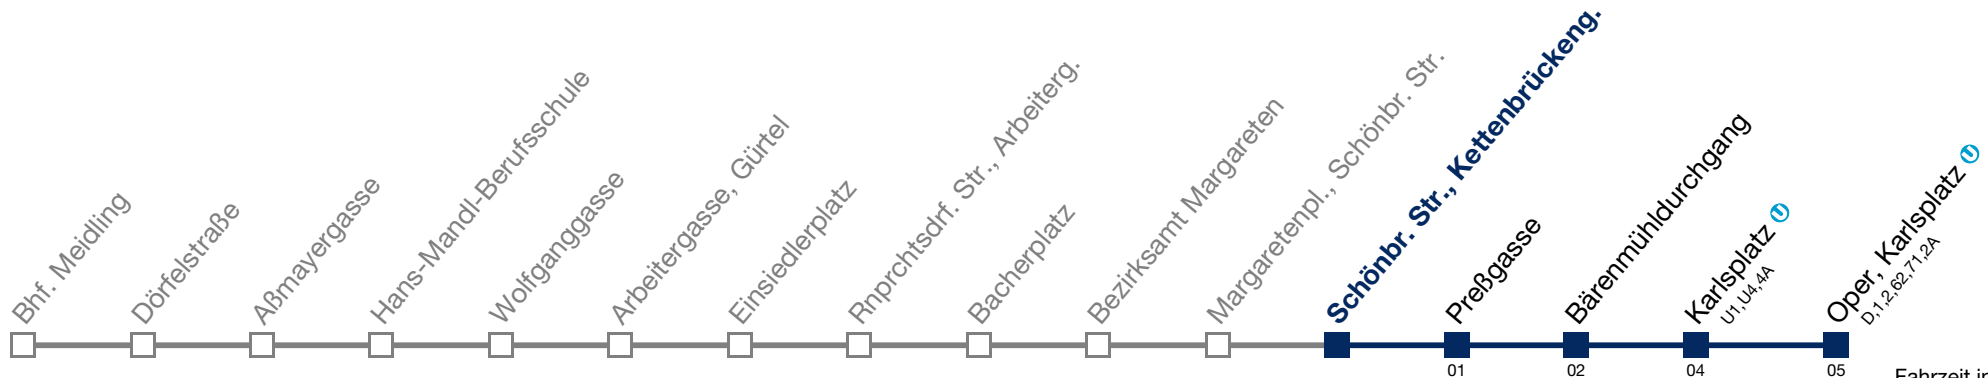 Bhf. Meidling
Dörfelstraße
Aßmayergasse
Hans-Mandl-Berufsschule
Wolfganggasse
Arbeitergasse, Gürtel
Einsiedlerplatz
Rnprchtsdrf. Str., Arbeiterg.
Bacherplatz
Bezirksamt Margareten
Margaretenpl., Schönbr. Str.
Schönbr. Str., Kettenbrückeng.
Preßgasse
Bärenmühldurchgang
Karlsplatz U
U1,U4,4A
Oper, Karlsplatz U
D,1,2,62,71,2A
01
02
04
05
Fahrzeit